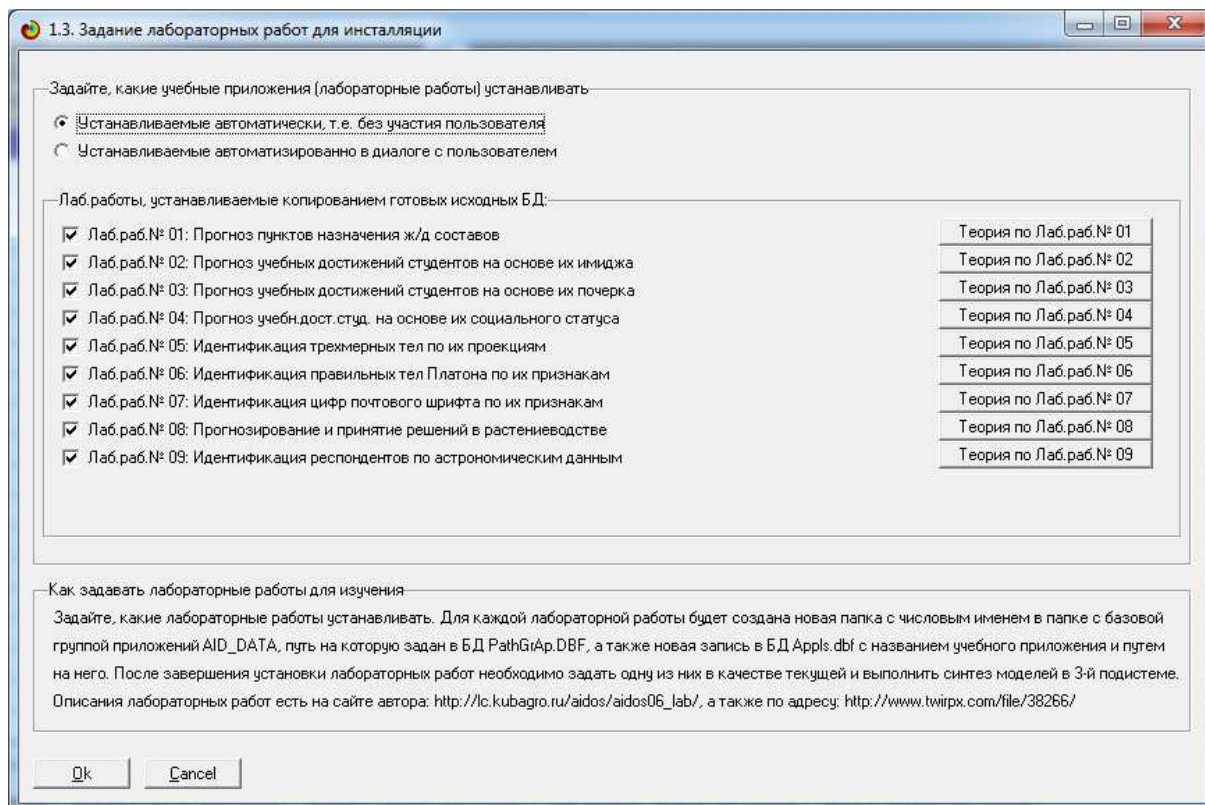 1.3. Задание лабораторных работ для инсталляции
Задайте, какие учебные приложения (лабораторные работы) устанавливать
Устанавливаемые автоматически, т.е. без участия пользователя
Устанавливаемые автоматизированно в диалоге с пользователем
Лаб.работы, устанавливаемые копированием готовых исходных БД:
Лаб.раб.№ 01: Прогноз пунктов назначения ж/д составов Теория по Лаб.раб.№ 01
Лаб.раб.№ 02: Прогноз учебных достижений студентов на основе их имиджа Теория по Лаб.раб.№ 02
Лаб.раб.№ 03: Прогноз учебных достижений студентов на основе их почерка Теория по Лаб.раб.№ 03
Лаб.раб.№ 04: Прогноз учебн.дост.студ. на основе их социального статуса Теория по Лаб.раб.№ 04
Лаб.раб.№ 05: Идентификация трехмерных тел по их проекциям Теория по Лаб.раб.№ 05
Лаб.раб.№ 06: Идентификация правильных тел Платона по их признакам Теория по Лаб.раб.№ 06
Лаб.раб.№ 07: Идентификация цифр почтового шрифта по их признакам Теория по Лаб.раб.№ 07
Лаб.раб.№ 08: Прогнозирование и принятие решений в растениеводстве Теория по Лаб.раб.№ 08
Лаб.раб.№ 09: Идентификация респондентов по астрономическим данным Теория по Лаб.раб.№ 09
Как задавать лабораторные работы для изучения
Задайте, какие лабораторные работы устанавливать. Для каждой лабораторной работы будет создана новая папка с числовым именем в папке с базовой
группой приложений AID_DATA, путь на которую задан в БД PathGrAp.DBF, а также новая запись в БД Appls.dbf с названием учебного приложения и путем
на него. После завершения установки лабораторных работ необходимо задать одну из них в качестве текущей и выполнить синтез моделей в 3-й подистеме.
Описания лабораторных работ есть на сайте автора: http://lc.kubagro.ru/aidos/aidos06_lab/, а также по адресу: http://www.twirpx.com/file/38266/
Ok Cancel